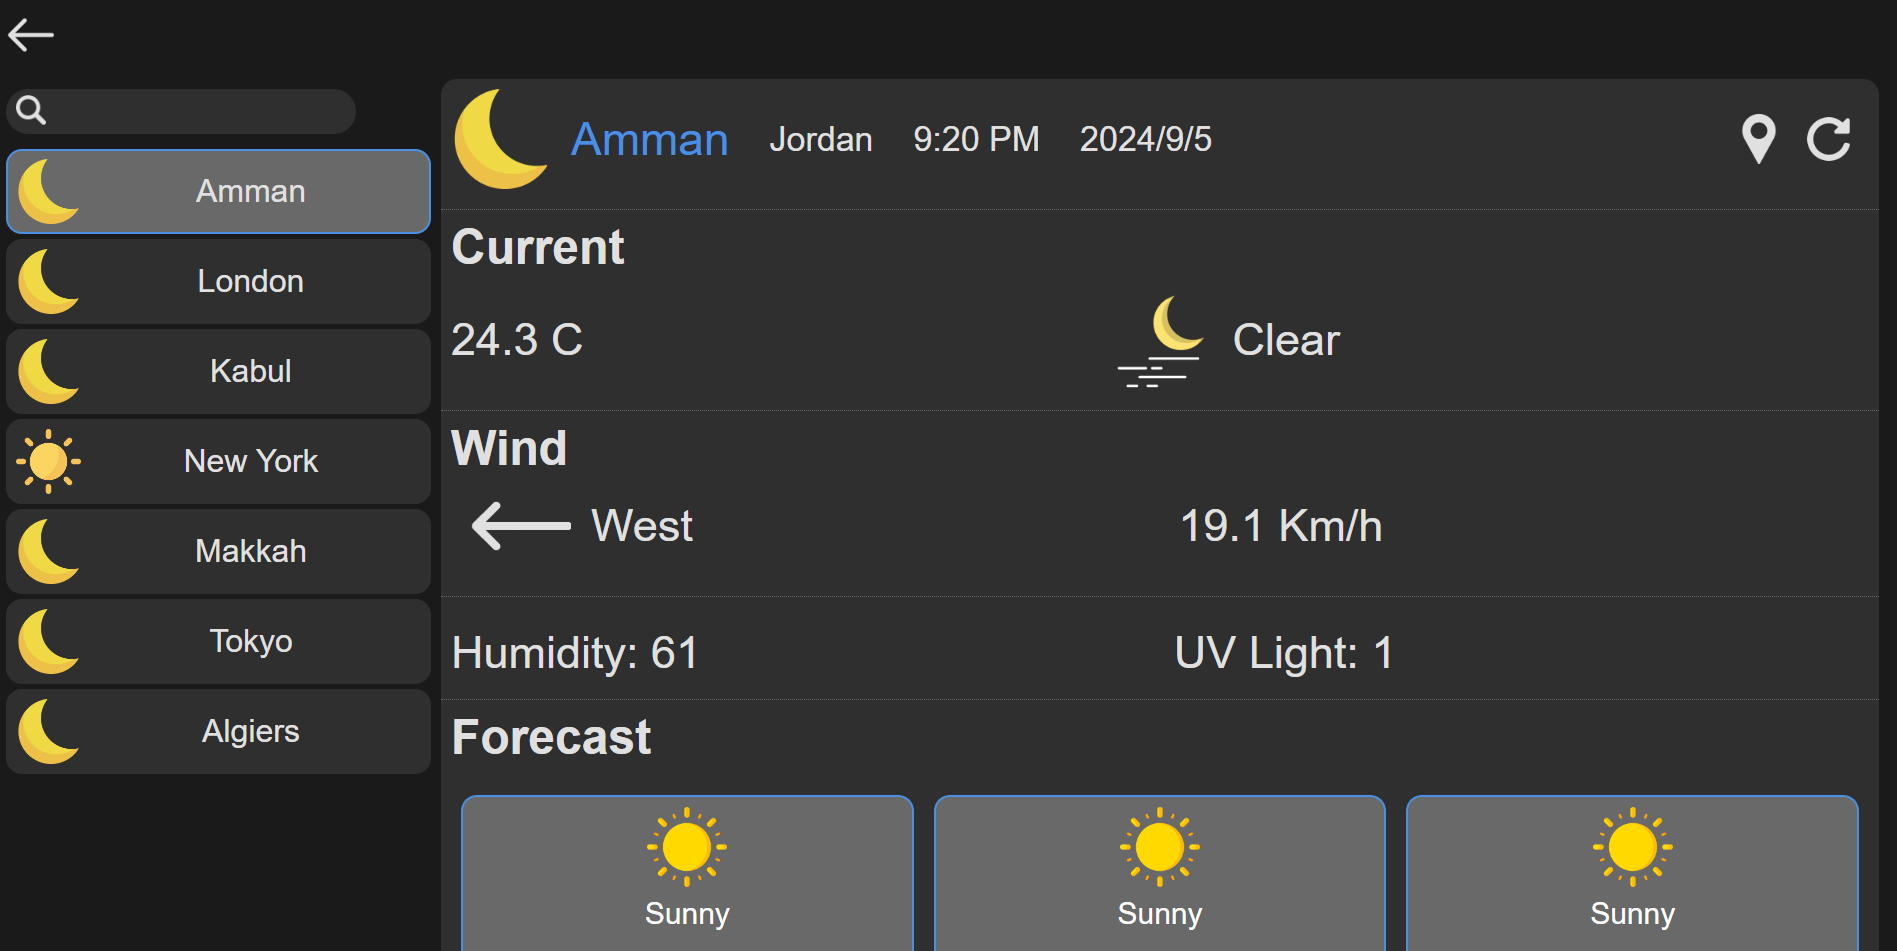 Amman
London
Kabul
New York
Makkah
Tokyo
Algiers
Amman Jordan 9:20 PM 2024/9/5
Current
24.3 C Clear
Wind
West 19.1 Km/h
Humidity: 61 UV Light: 1
Forecast
Sunny Sunny Sunny